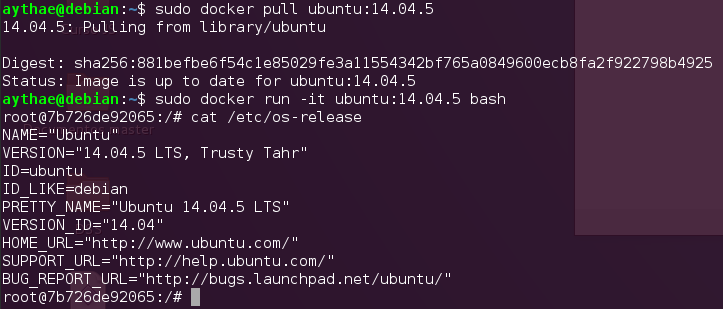 aythae@debian:~$ sudo docker pull ubuntu:14.04.5
14.04.5: Pulling from library/ubuntu
Digest: sha256:881befbe6f54c1e85029fe3a11554342bf765a0849600ecb8fa2f922798b4925
Status: Image is up to date for ubuntu:14.04.5
aythae@debian:~$ sudo docker run -it ubuntu:14.04.5 bash
root@7b726de92065:/# cat /etc/os-release
NAME="Ubuntu"
VERSION="14.04.5 LTS, Trusty Tahr"
ID=ubuntu
ID_LIKE=debian
PRETTY_NAME="Ubuntu 14.04.5 LTS"
VERSION_ID="14.04"
HOME_URL="http://www.ubuntu.com/"
SUPPORT_URL="http://help.ubuntu.com/"
BUG_REPORT_URL="http://bugs.launchpad.net/ubuntu/"
root@7b726de92065:/#